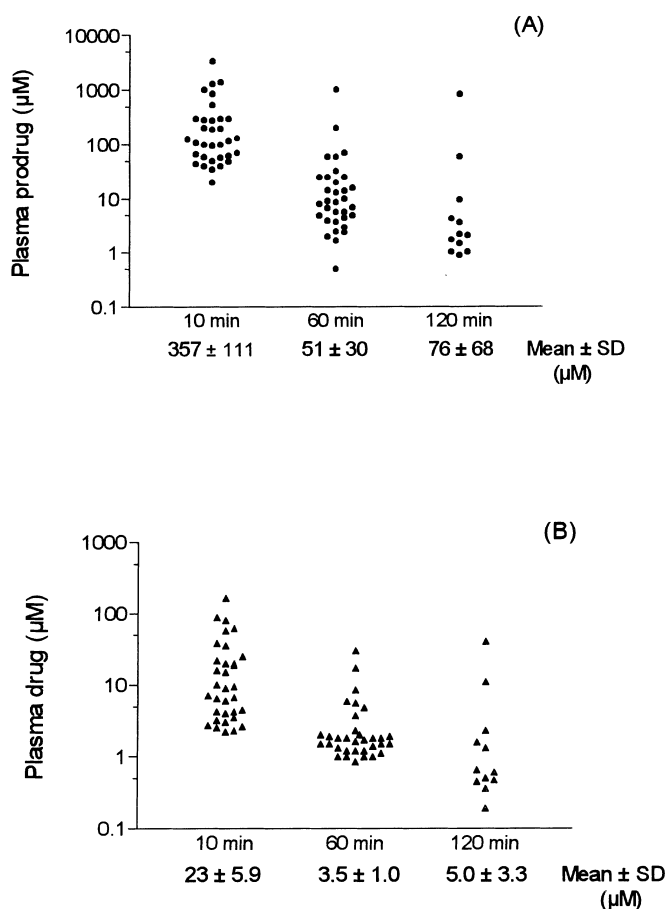 (A)
Plasma prodrug (µM)
10000
1000
100
10
1
0.1
10 min 60 min 120 min
357 ± 111 51 ± 30 76 ± 68 Mean ± SD
(µM)
(B)
Plasma drug (µM)
1000
100
10
1
0.1
10 min 60 min 120 min
23 ± 5.9 3.5 ± 1.0 5.0 ± 3.3 Mean ± SD
(µM)